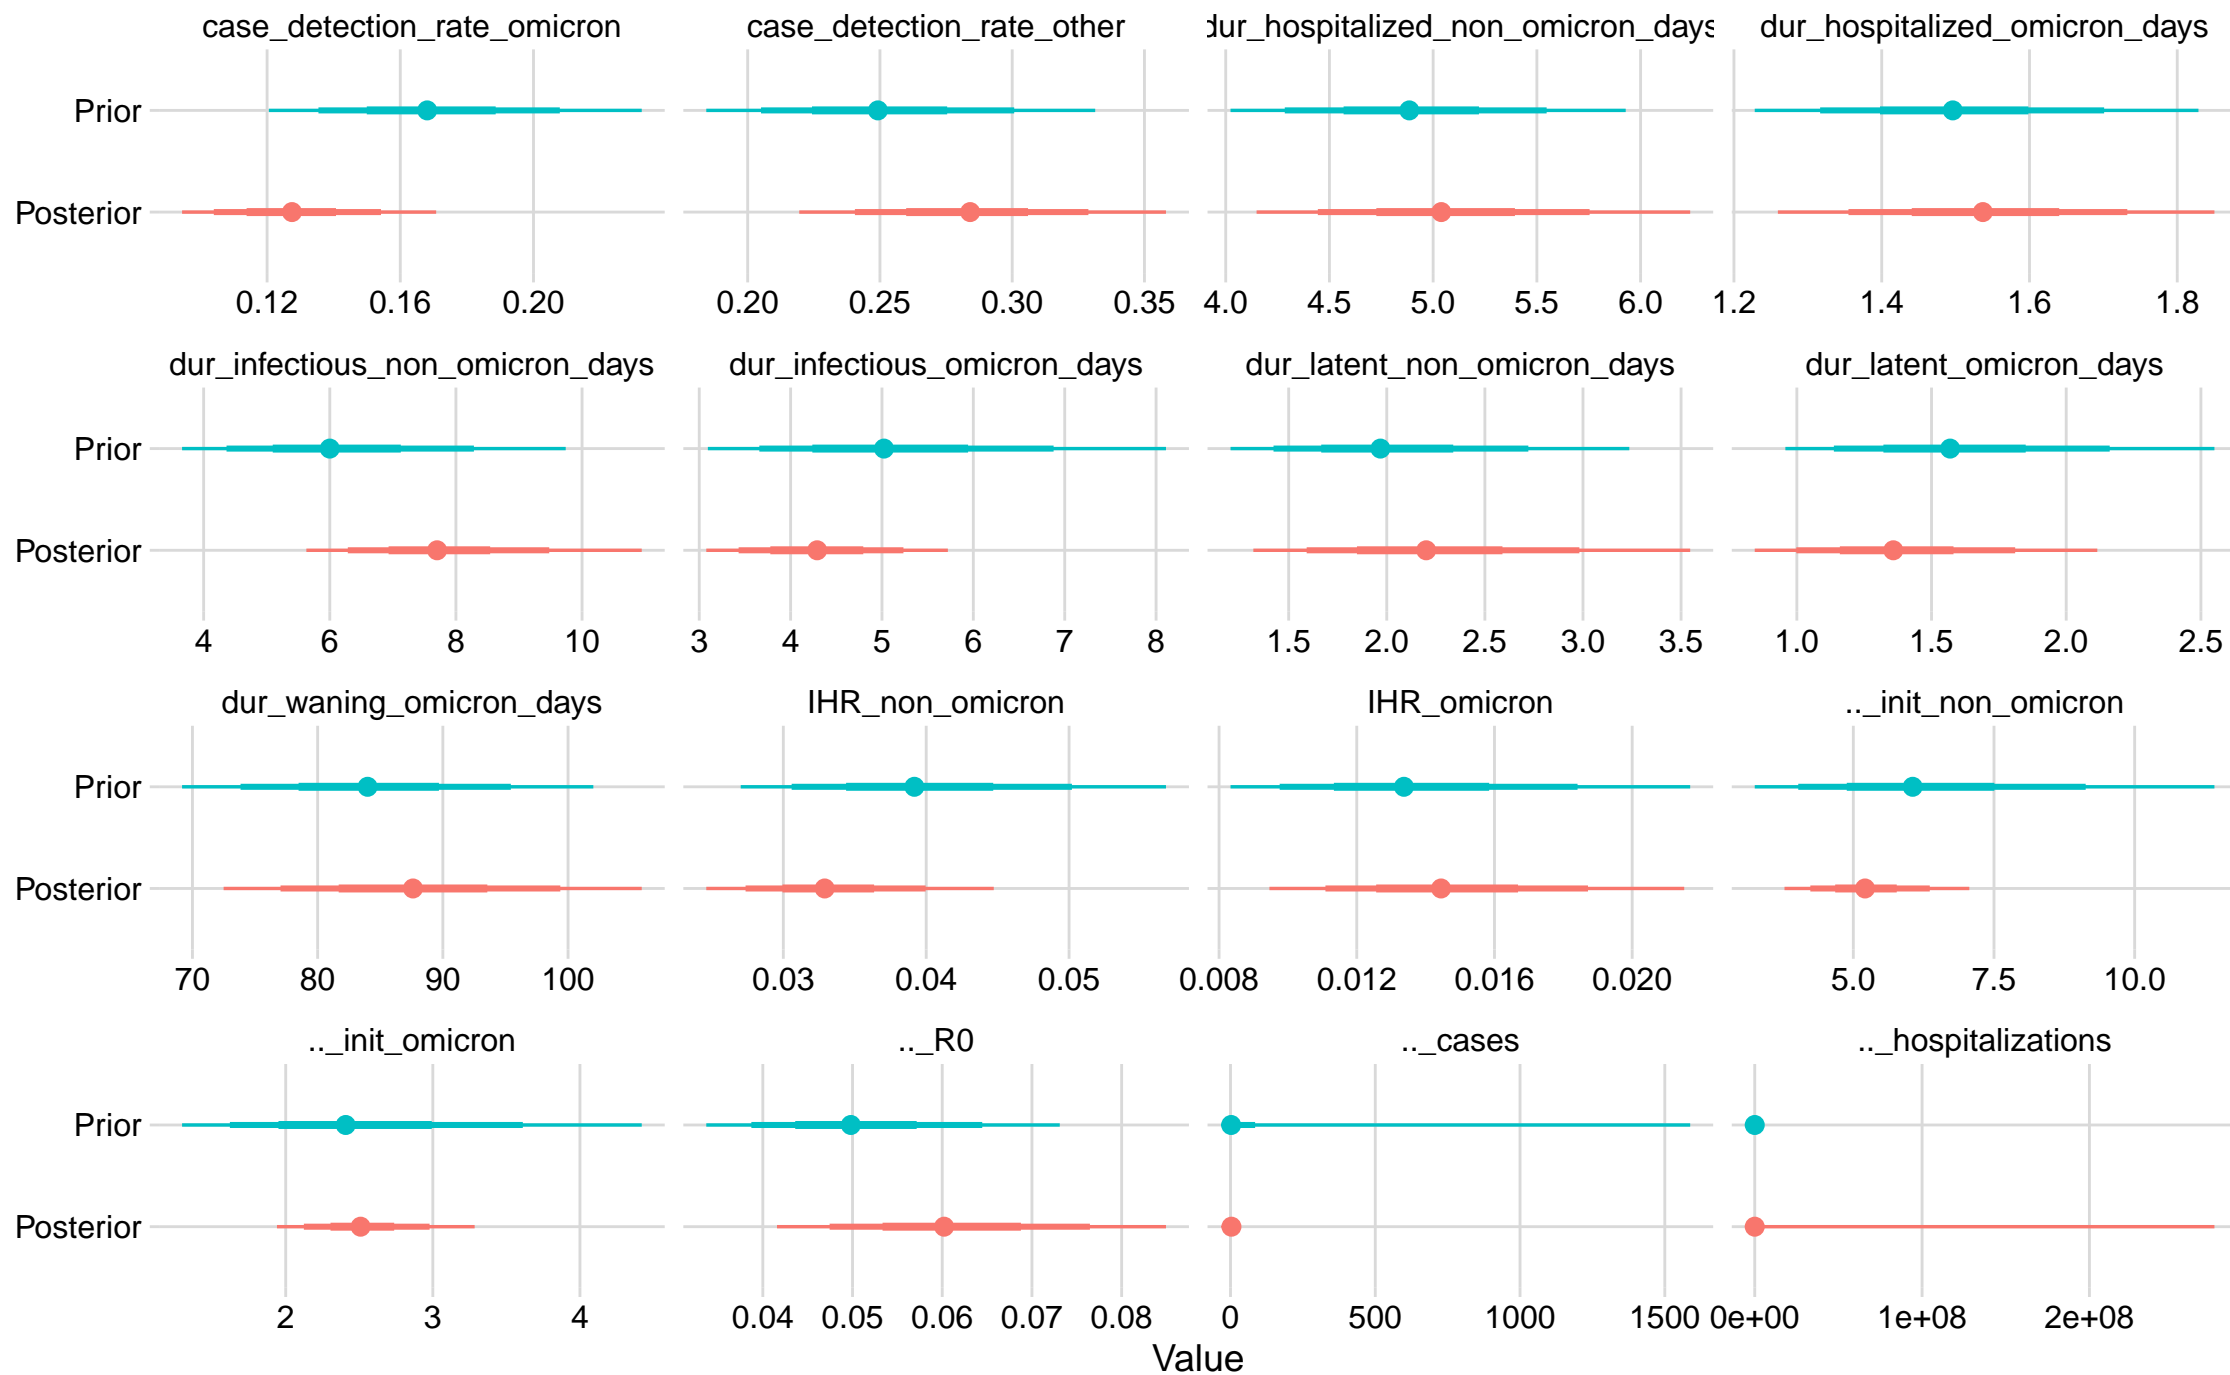 case_detection_rate_omicron case_detection_rate_other dur_hospitalized_non_omicron_days dur_hospitalized_omicron_days
Prior
Posterior
0.12 0.16 0.20 0.20 0.25 0.30 0.35 4.0 4.5 5.0 5.5 6.0 1.2 1.4 1.6 1.8
dur_infectious_non_omicron_days dur_infectious_omicron_days dur_latent_non_omicron_days dur_latent_omicron_days
Prior
Posterior
4 6 8 10 3 4 5 6 7 8 1.5 2.0 2.5 3.0 3.5 1.0 1.5 2.0 2.5
dur_waning_omicron_days IHR_non_omicron IHR_omicron .._init_non_omicron
Prior
Posterior
70 80 90 100 0.03 0.04 0.05 0.008 0.012 0.016 0.020 5.0 7.5 10.0
.._init_omicron .._R0 .._cases .._hospitalizations
Prior
Posterior
2 3 4 0.04 0.05 0.06 0.07 0.08 0 500 1000 1500 0e+00 1e+08 2e+08
Value